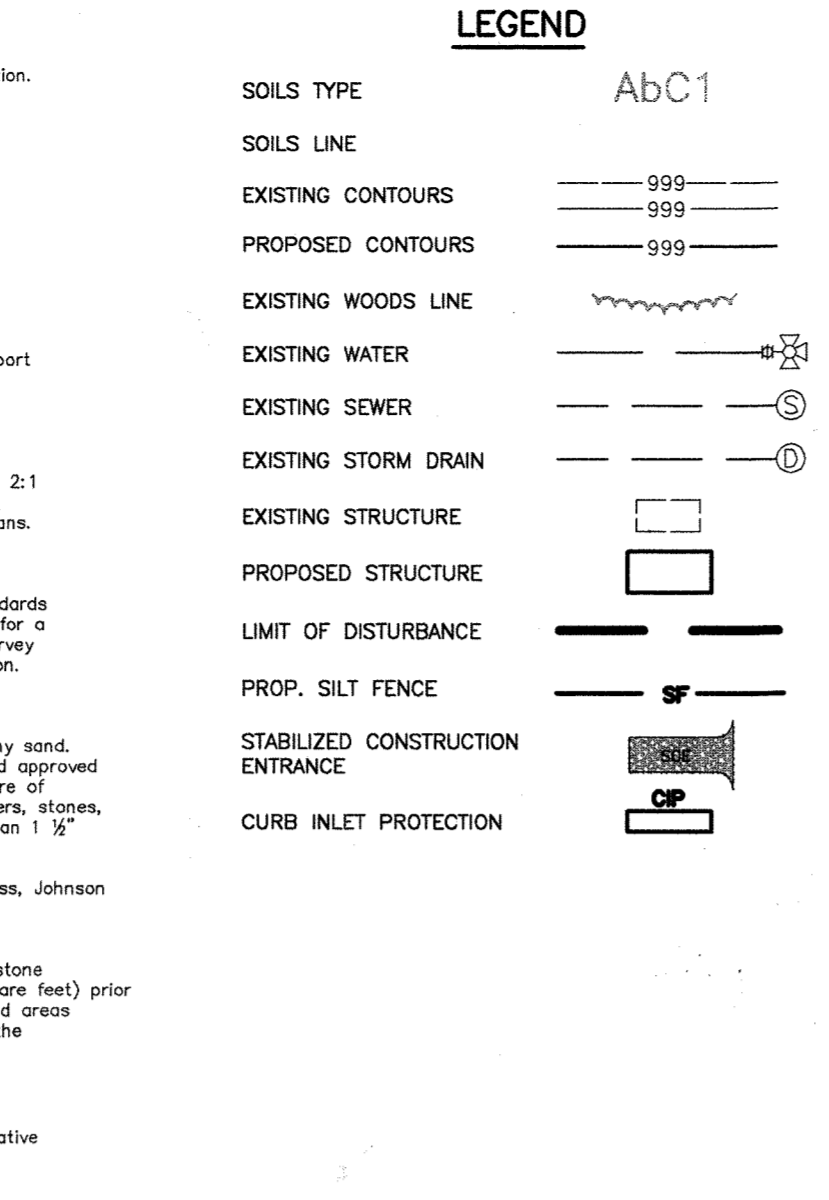 LEGEND
SOILS TYPE AbC1
SOILS LINE
EXISTING CONTOURS 999
999
PROPOSED CONTOURS 999
EXISTING WOODS LINE
EXISTING WATER
EXISTING SEWER S
EXISTING STORM DRAIN D
EXISTING STRUCTURE
PROPOSED STRUCTURE
LIMIT OF DISTURBANCE
PROP. SILT FENCE SF
STABILIZED CONSTRUCTION
ENTRANCE
CIP
CURB INLET PROTECTION
tion.
port
2:1
ans.
dards
for a
rvey
on.
ny sand.
d approved
re of
ers, stones,
an 1 ½"
ss, Johnson
stone
are feet) prior
d areas
the
ative